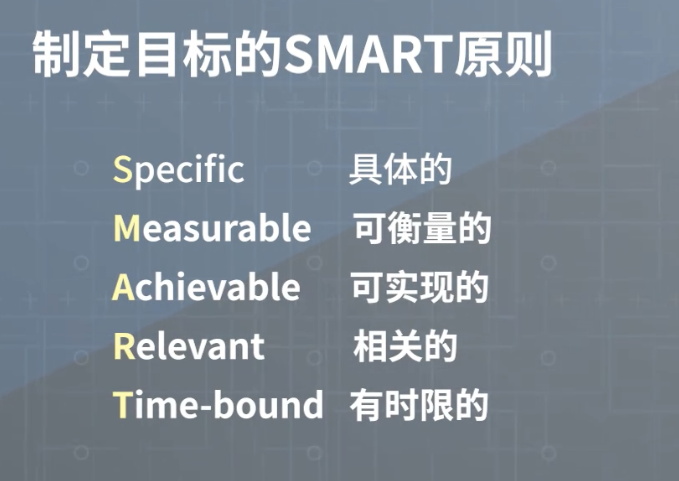 制定目标的SMART原则
Specific 具体的
Measurable 可衡量的
Achievable 可实现的
Relevant 相关的
Time-bound 有时限的